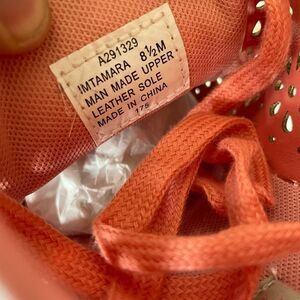 A291329
IMTAMARA 8½M
MAN MADE UPPER
LEATHER SOLE
MADE IN CHINA
175